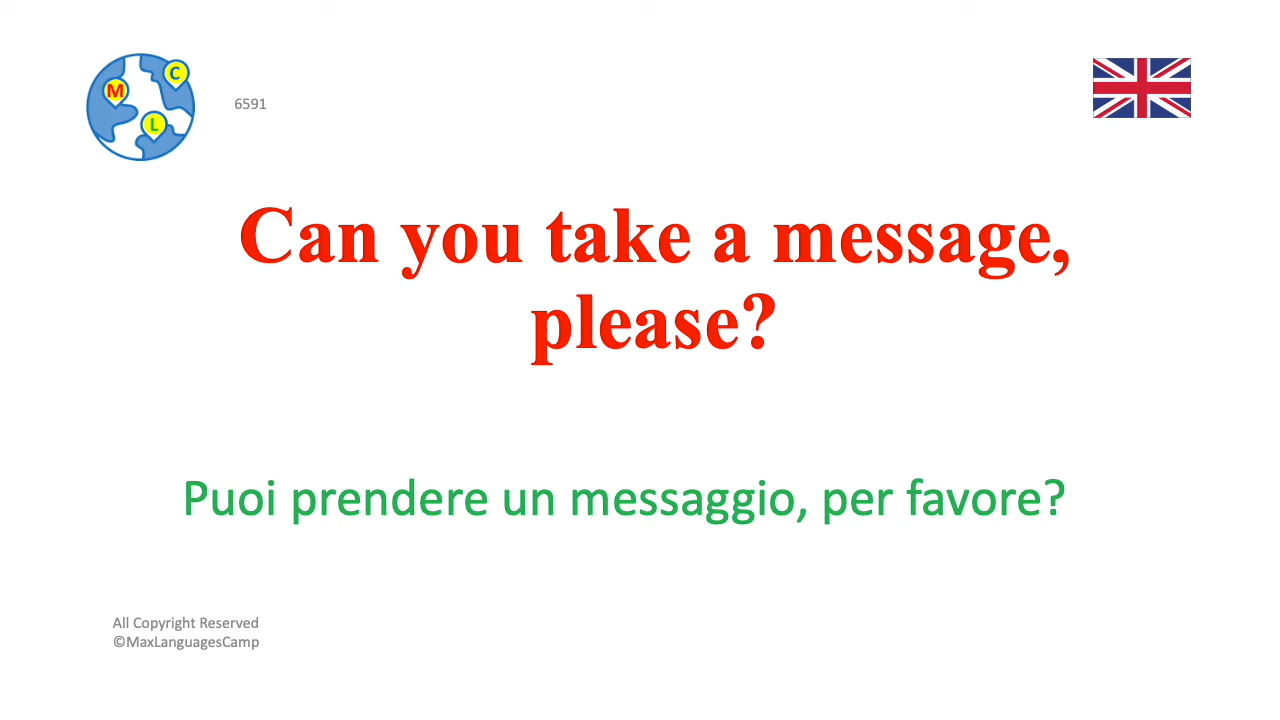 M
C
L
6591
Can you take a message,
please?
Puoi prendere un messaggio, per favore?
All Copyright Reserved
©MaxLanguagesCamp